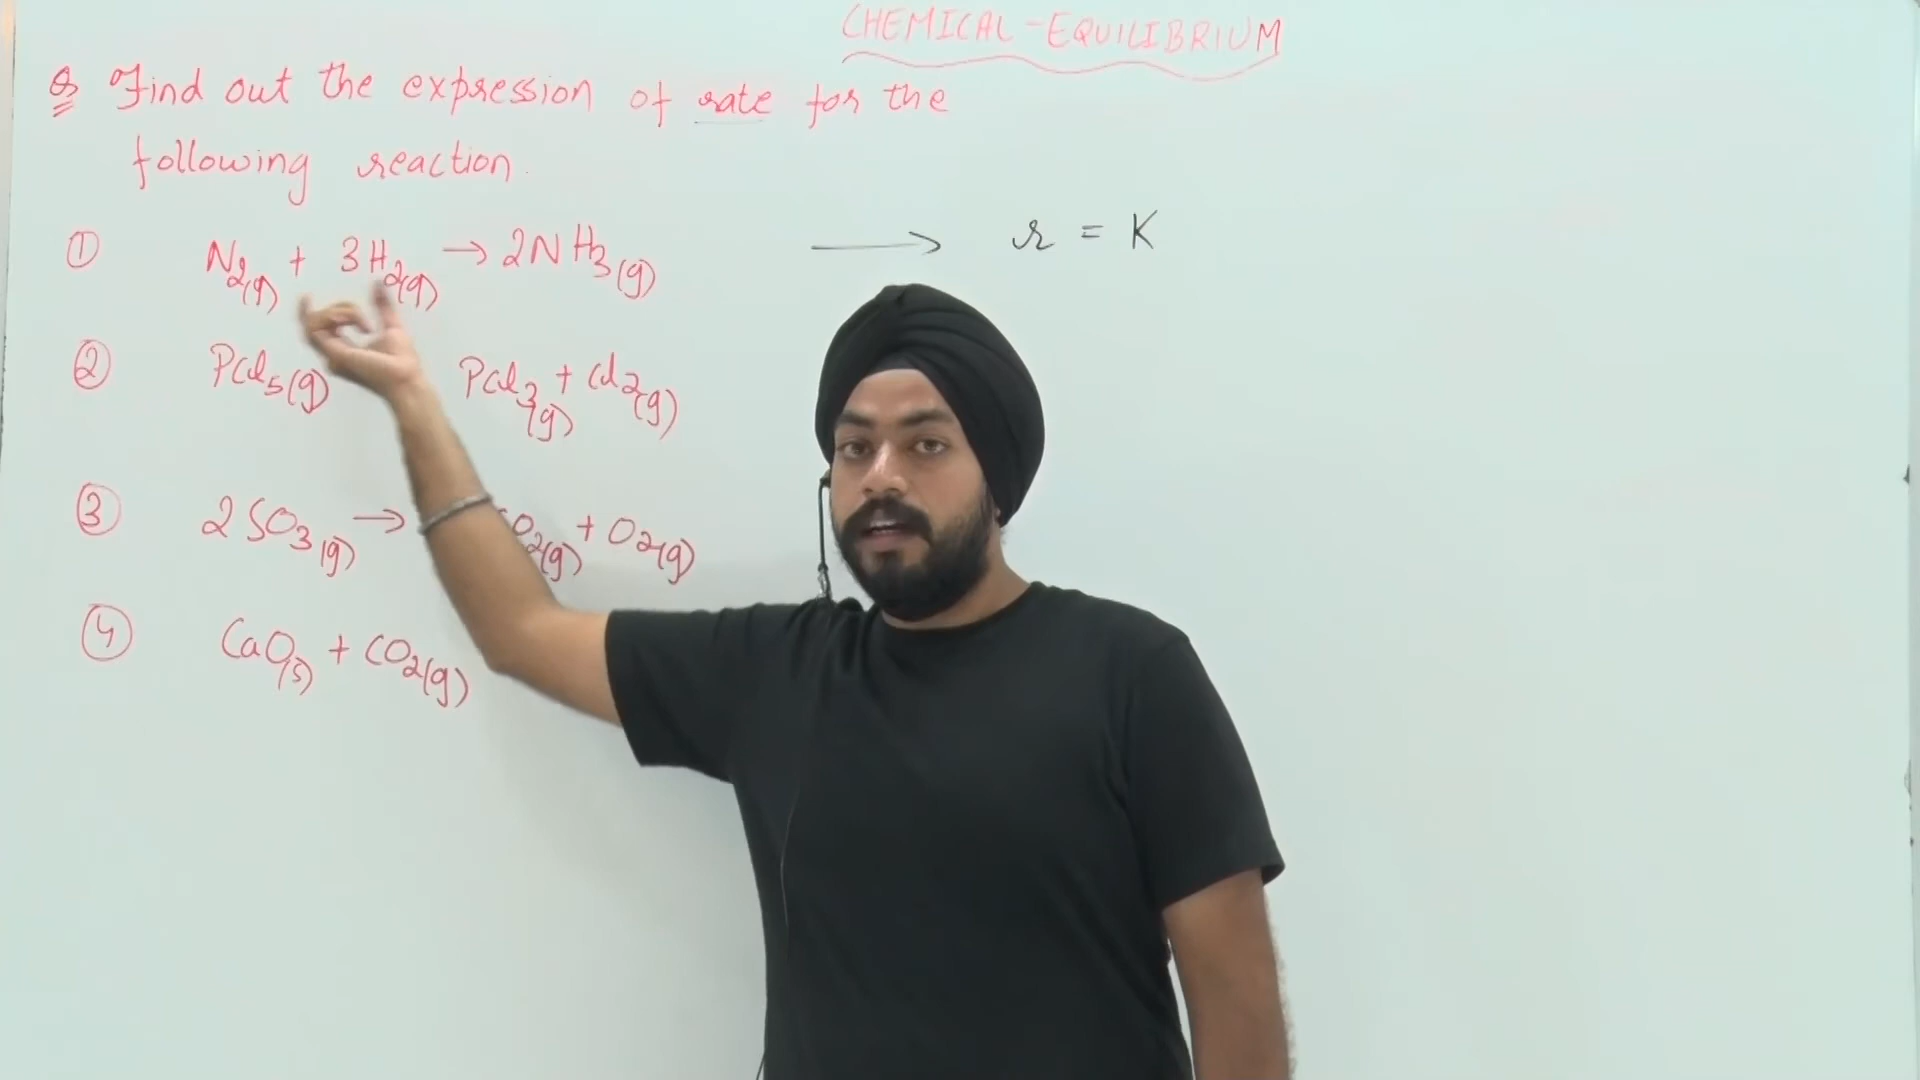 CHEMICAL-EQUILIBRIUM
Q Find out the expression of rate for the
following reaction.
① N2(g) + 3H2(g) → 2NH3(g) → r = K
② PCl5(g) PCl3(g) + Cl2(g)
③ 2SO3(g) → O2(g) + O2(g)
④ CaO(s) + CO2(g)